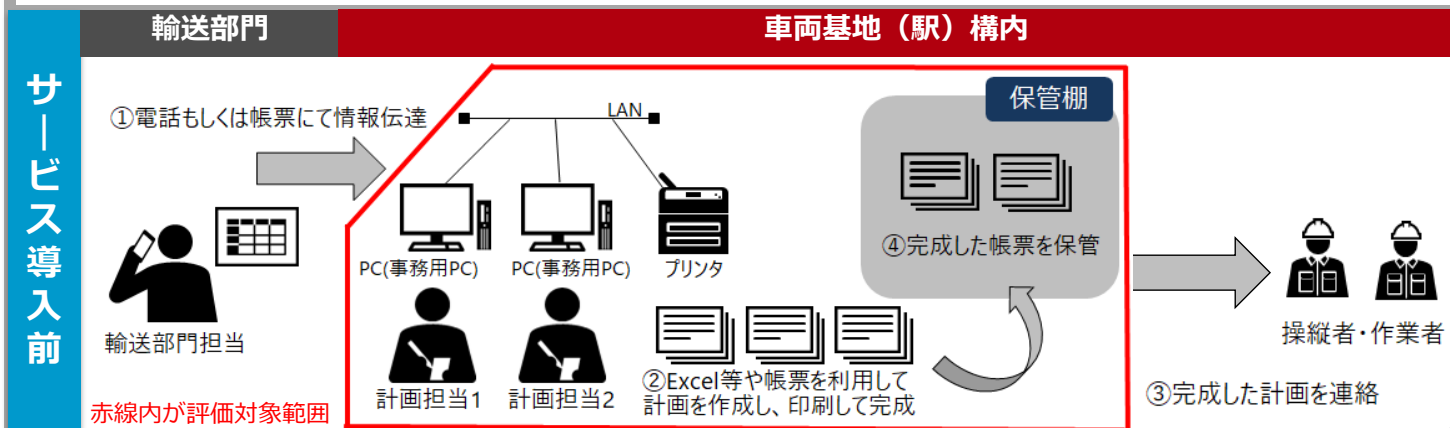 輸送部門
車両基地（駅）構内
サービス導入前
①電話もしくは帳票にて情報伝達
LAN
保管棚
PC(事務用PC)
PC(事務用PC)
プリンタ
④完成した帳票を保管
輸送部門担当
計画担当1
計画担当2
②Excel等や帳票を利用して
計画を作成し、印刷して完成
操縦者・作業者
③完成した計画を連絡
赤線内が評価対象範囲